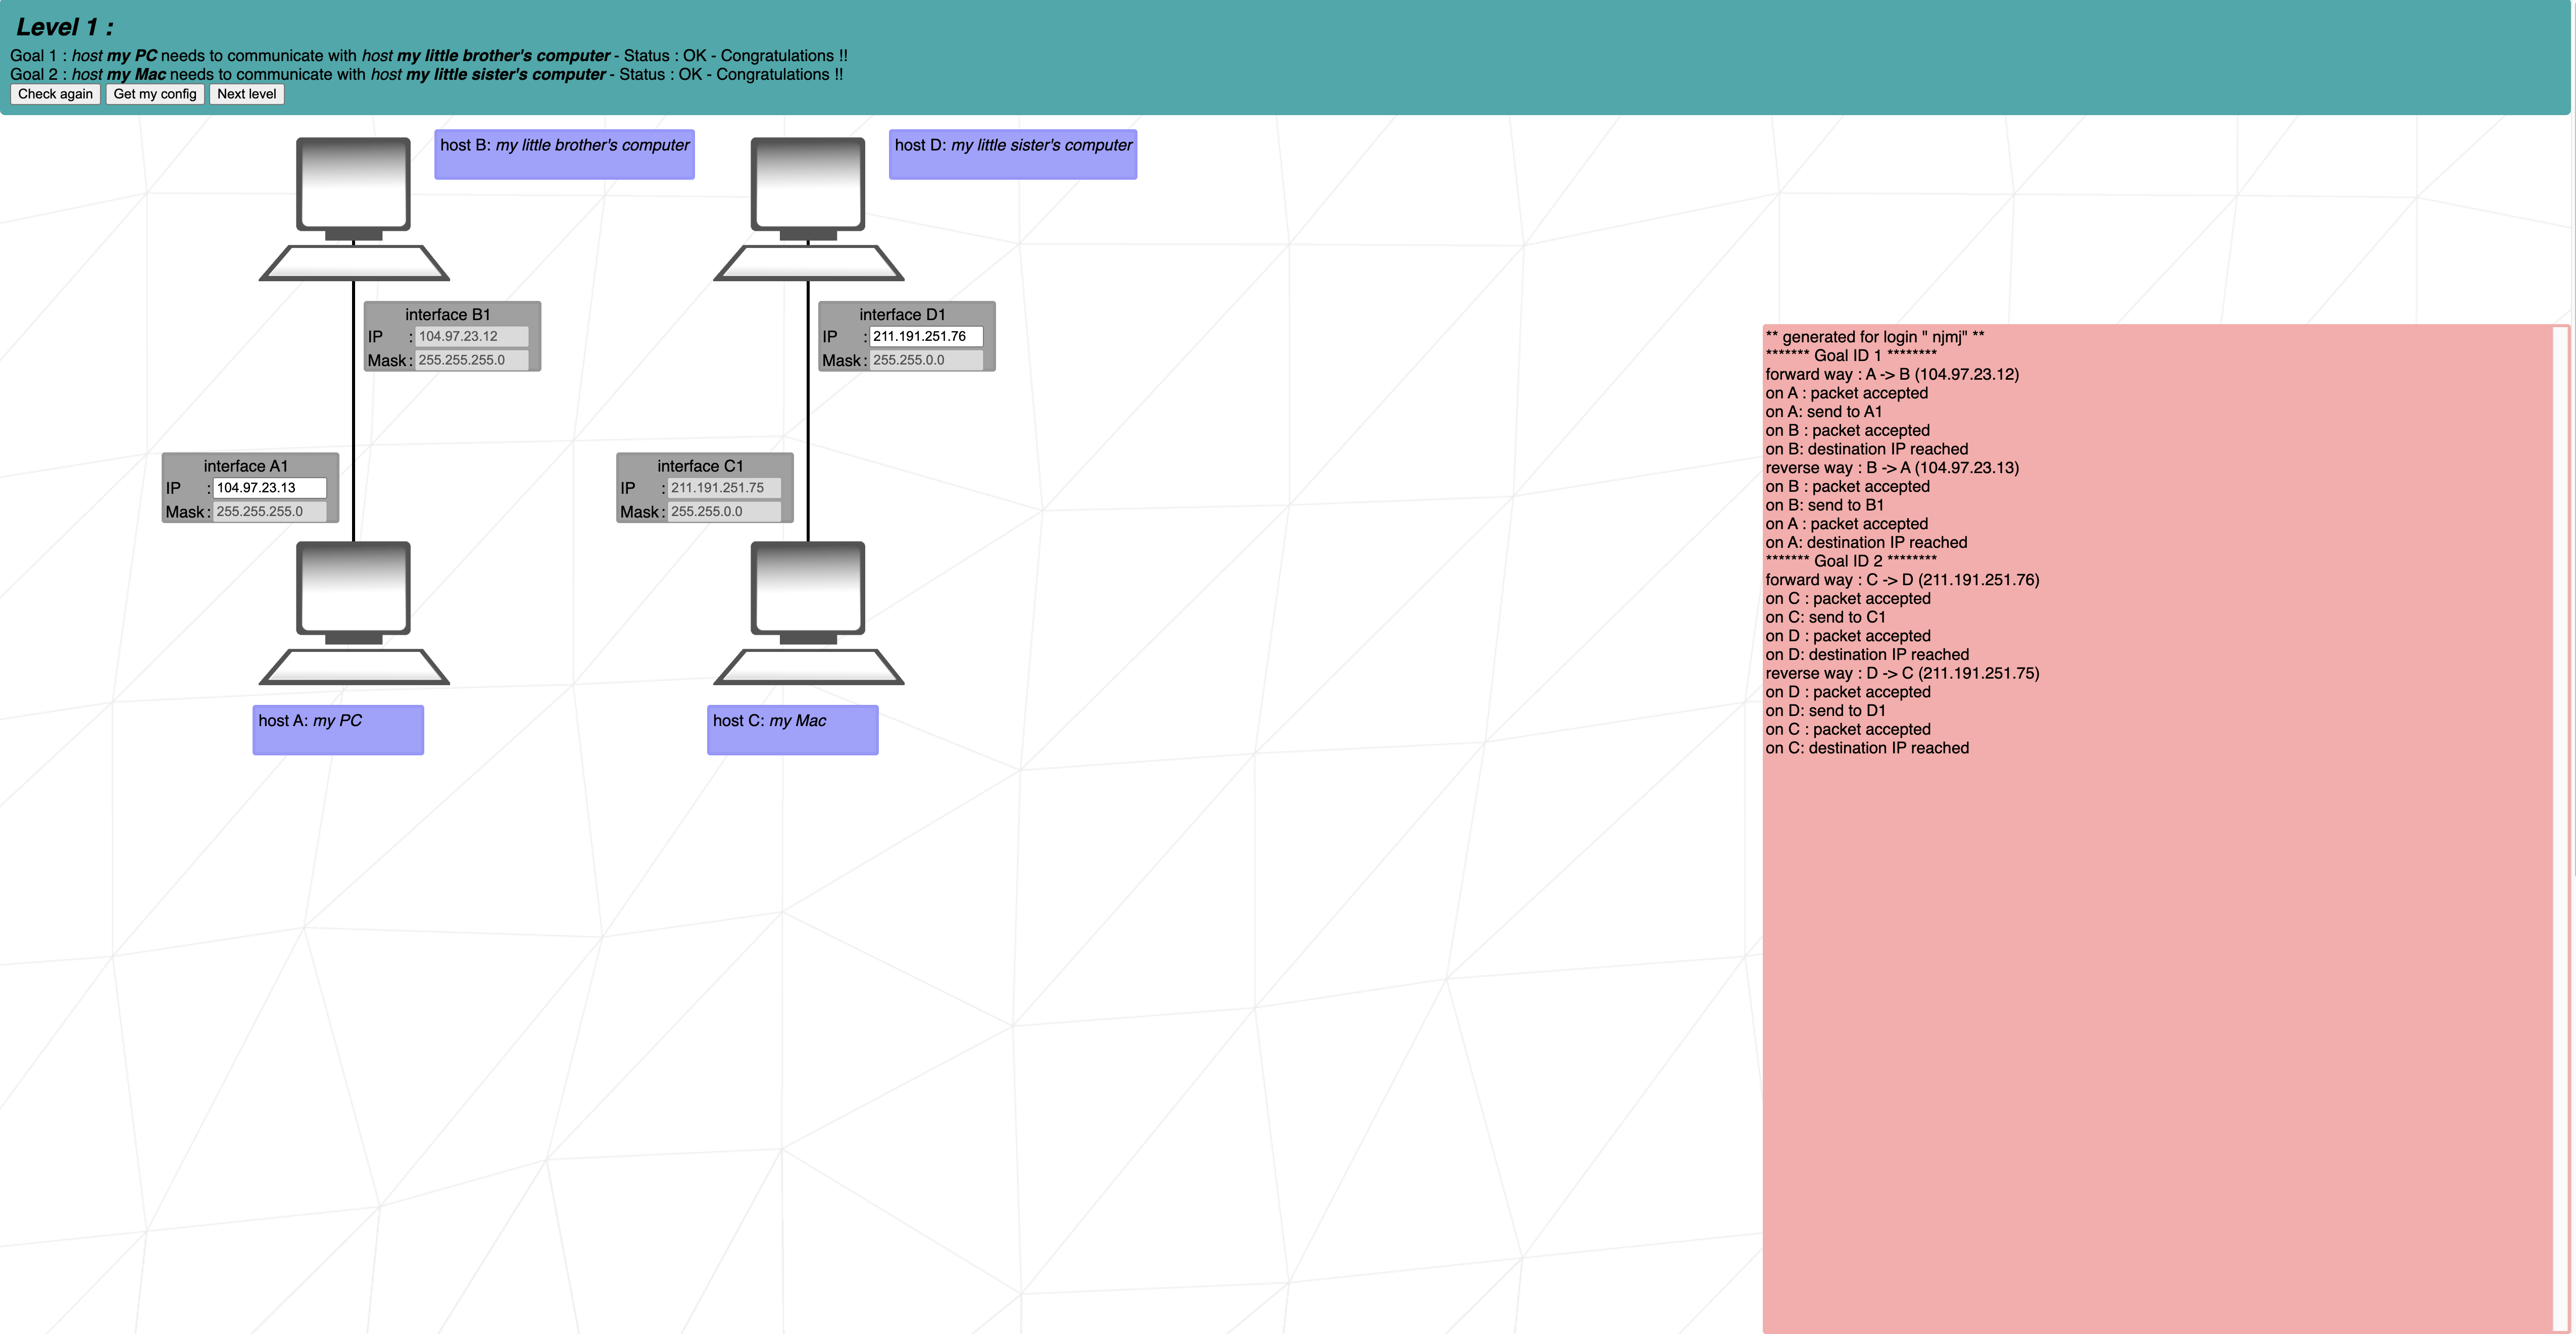 Level 1 :
Goal 1 : host my PC needs to communicate with host my little brother's computer - Status : OK - Congratulations !!
Goal 2 : host my Mac needs to communicate with host my little sister's computer - Status : OK - Congratulations !!
Check again Get my config Next level
host B: my little brother's computer
host D: my little sister's computer
interface B1
IP : 104.97.23.12
Mask : 255.255.255.0
interface D1
IP : 211.191.251.76
Mask : 255.255.0.0
interface A1
IP : 104.97.23.13
Mask : 255.255.255.0
interface C1
IP : 211.191.251.75
Mask : 255.255.0.0
host A: my PC
host C: my Mac
** generated for login " njmj" **
******* Goal ID 1 ********
forward way : A -> B (104.97.23.12)
on A : packet accepted
on A: send to A1
on B : packet accepted
on B: destination IP reached
reverse way : B -> A (104.97.23.13)
on B : packet accepted
on B: send to B1
on A : packet accepted
on A: destination IP reached
******* Goal ID 2 ********
forward way : C -> D (211.191.251.76)
on C : packet accepted
on C: send to C1
on D : packet accepted
on D: destination IP reached
reverse way : D -> C (211.191.251.75)
on D : packet accepted
on D: send to D1
on C : packet accepted
on C: destination IP reached